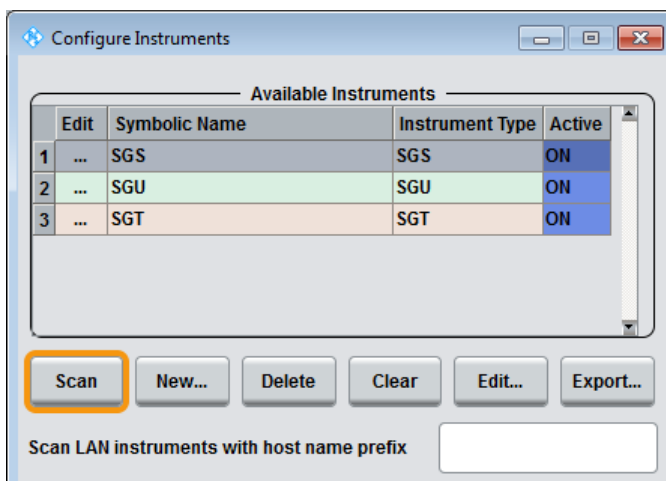 Configure Instruments
Available Instruments
Edit Symbolic Name Instrument Type Active
1 ... SGS SGS ON
2 ... SGU SGU ON
3 ... SGT SGT ON
Scan New... Delete Clear Edit... Export...
Scan LAN instruments with host name prefix